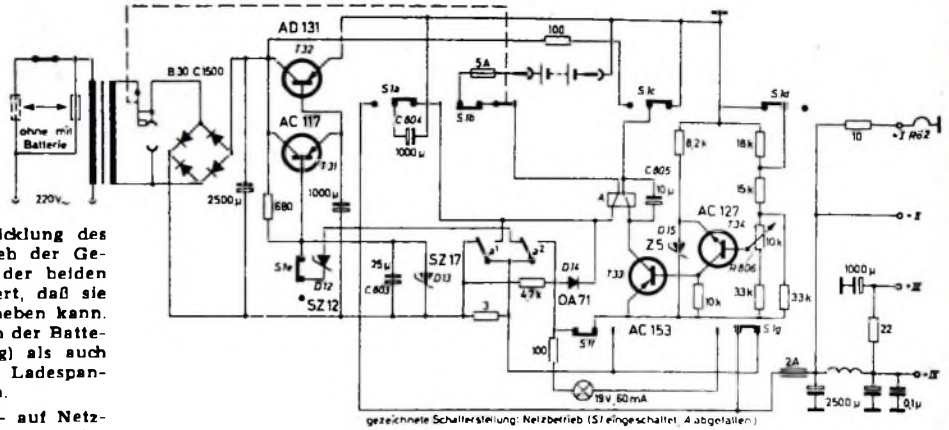 AD 131
T32
B30 C1500
AC 117
T31
ohne mit
Batterie
220V~
2500µ
680
1000µ
100
5A
S1a
C804
1000µ
S1b
S1c
S1d
8,2k
18k
15k
10k
R806
33k
33k
C805
10µ
A
AC 127
T34
D15
Z5
T33
10k
AC 153
S1e
D12
SZ12
25µ
C803
SZ17
D13
a1
a2
4,7k
D14
OA71
3
S1f
S1g
100
19V, 60mA
2A
10
+I Rö2
+II
1000µ
+III
22
+IV
2500µ
0,1µ
gezeichnete Schalterstellung: Netzbetrieb (S1 eingeschaltet, A abgefallen)
icklung des
eb der Ge-
der beiden
ert, daß sie
neben kann.
n der Batte-
g) als auch
Ladespan-
n.
- auf Netz-